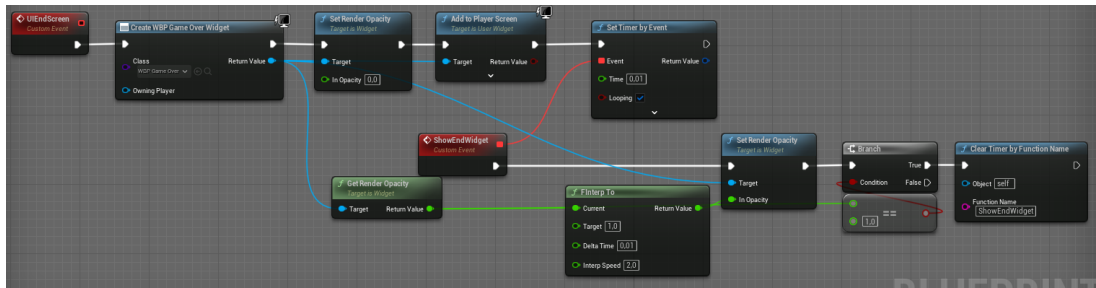 UIEndScreen
Custom Event
Create WBP Game Over Widget
Class
WBP Game Over
Return Value
Owning Player
Set Render Opacity
Target is Widget
Target
In Opacity 0,0
Add to Player Screen
Target is User Widget
Target Return Value
Set Timer by Event
Event Return Value
Time 0,01
Looping
ShowEndWidget
Custom Event
Get Render Opacity
Target is Widget
Target Return Value
FInterp To
Current Return Value
Target 1,0
Delta Time 0,01
Interp Speed 2,0
Set Render Opacity
Target is Widget
Target
In Opacity
Branch
True
Condition False
==
1,0
Clear Timer by Function Name
Object self
Function Name
ShowEndWidget
BLUEPRINT